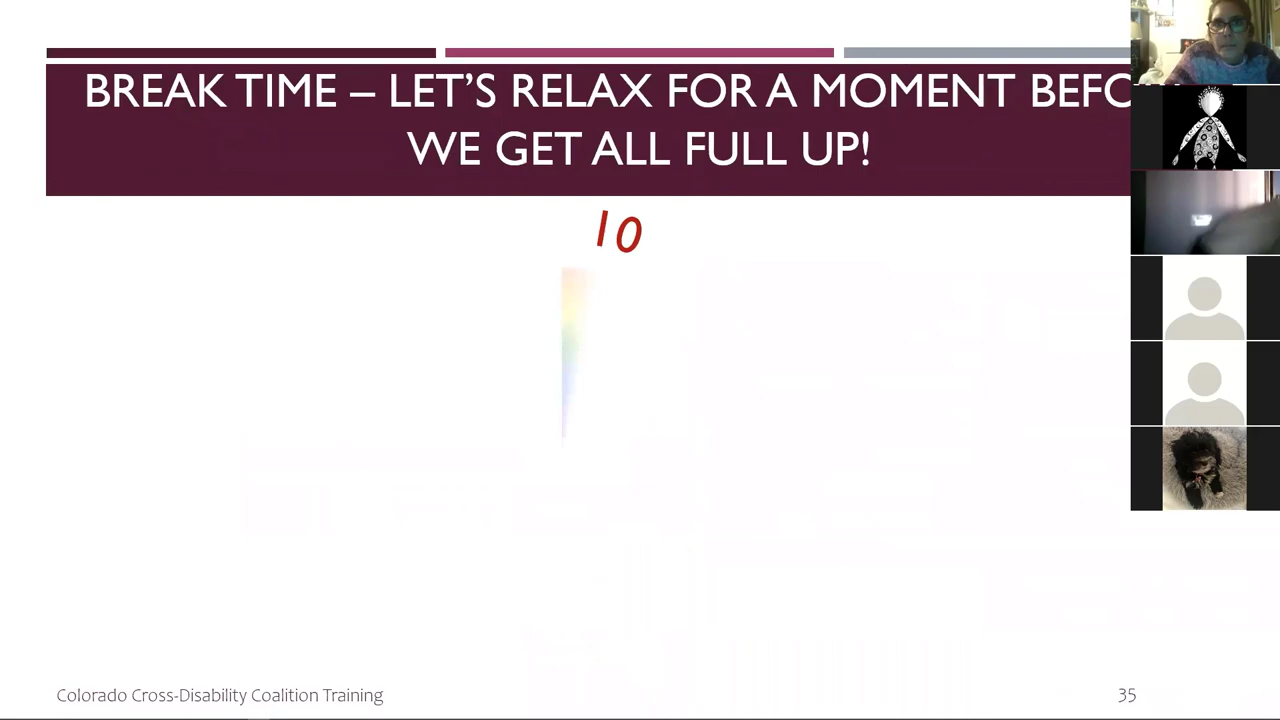 BREAK TIME – LET'S RELAX FOR A MOMENT BEFO
WE GET ALL FULL UP!
10
Colorado Cross-Disability Coalition Training
35